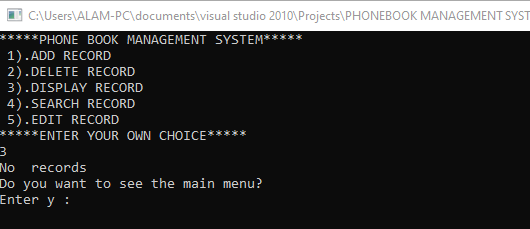 C:\Users\ALAM-PC\documents\visual studio 2010\Projects\PHONEBOOK MANAGEMENT SYST
*****PHONE BOOK MANAGEMENT SYSTEM*****
1).ADD RECORD
2).DELETE RECORD
3).DISPLAY RECORD
4).SEARCH RECORD
5).EDIT RECORD
*****ENTER YOUR OWN CHOICE*****
3
No  records
Do you want to see the main menu?
Enter y :